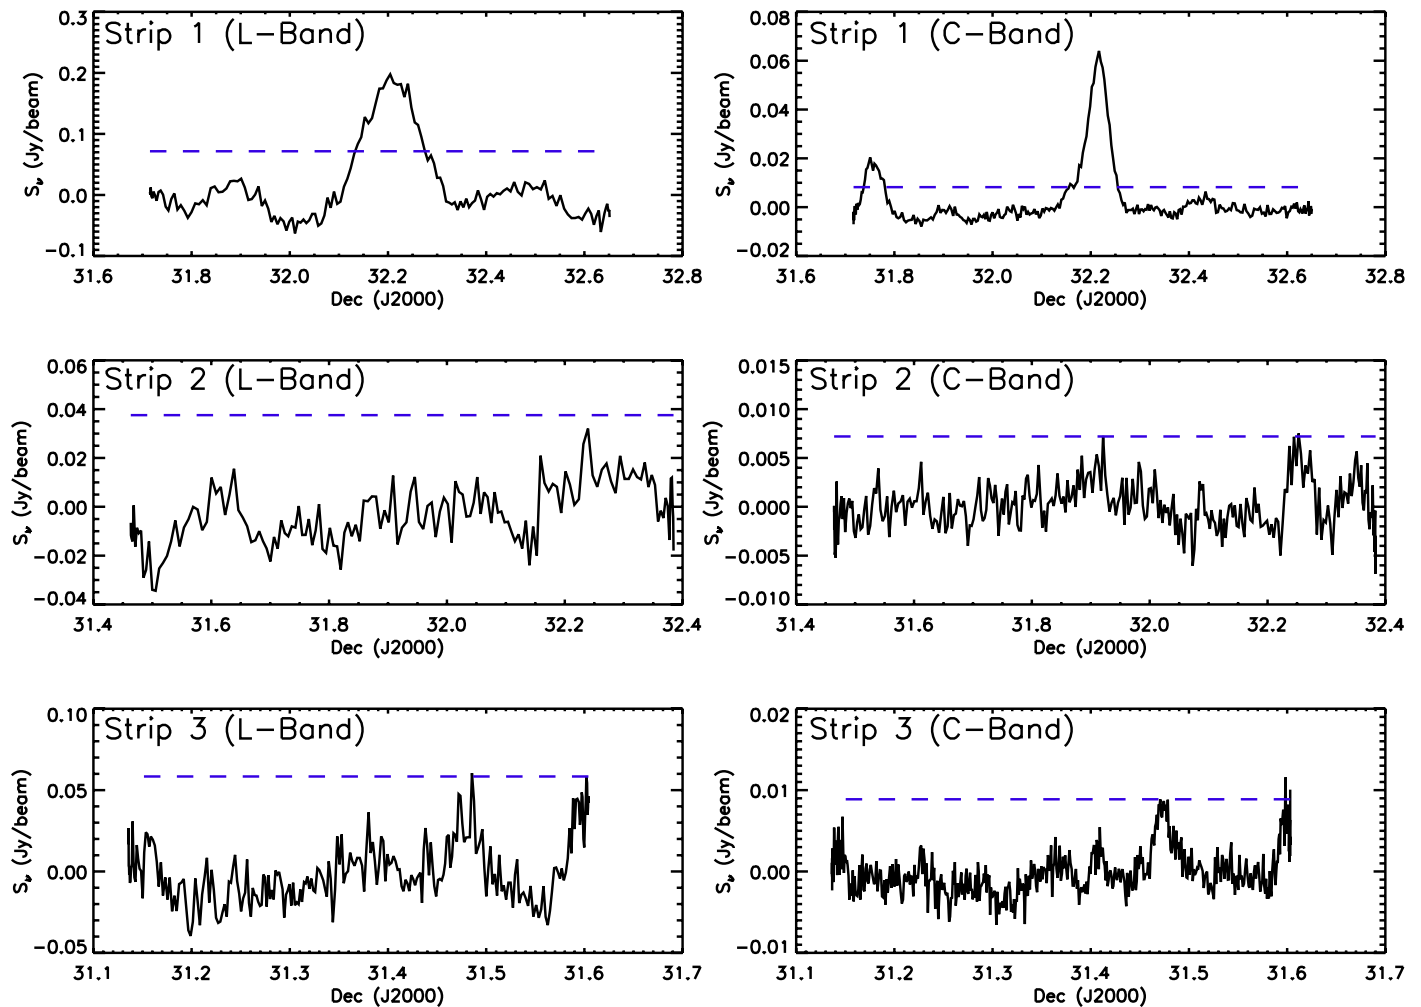 Strip 1 (L-Band)
0.3
0.2
0.1
0.0
−0.1
Sν (Jy/beam)
31.6 31.8 32.0 32.2 32.4 32.6 32.8
Dec (J2000)
Strip 1 (C-Band)
0.08
0.06
0.04
0.02
0.00
−0.02
Sν (Jy/beam)
31.6 31.8 32.0 32.2 32.4 32.6 32.8
Dec (J2000)
Strip 2 (L-Band)
0.06
0.04
0.02
0.00
−0.02
−0.04
Sν (Jy/beam)
31.4 31.6 31.8 32.0 32.2 32.4
Dec (J2000)
Strip 2 (C-Band)
0.015
0.010
0.005
0.000
−0.005
−0.010
Sν (Jy/beam)
31.4 31.6 31.8 32.0 32.2 32.4
Dec (J2000)
Strip 3 (L-Band)
0.10
0.05
0.00
−0.05
Sν (Jy/beam)
31.1 31.2 31.3 31.4 31.5 31.6 31.7
Dec (J2000)
Strip 3 (C-Band)
0.02
0.01
0.00
−0.01
Sν (Jy/beam)
31.1 31.2 31.3 31.4 31.5 31.6 31.7
Dec (J2000)